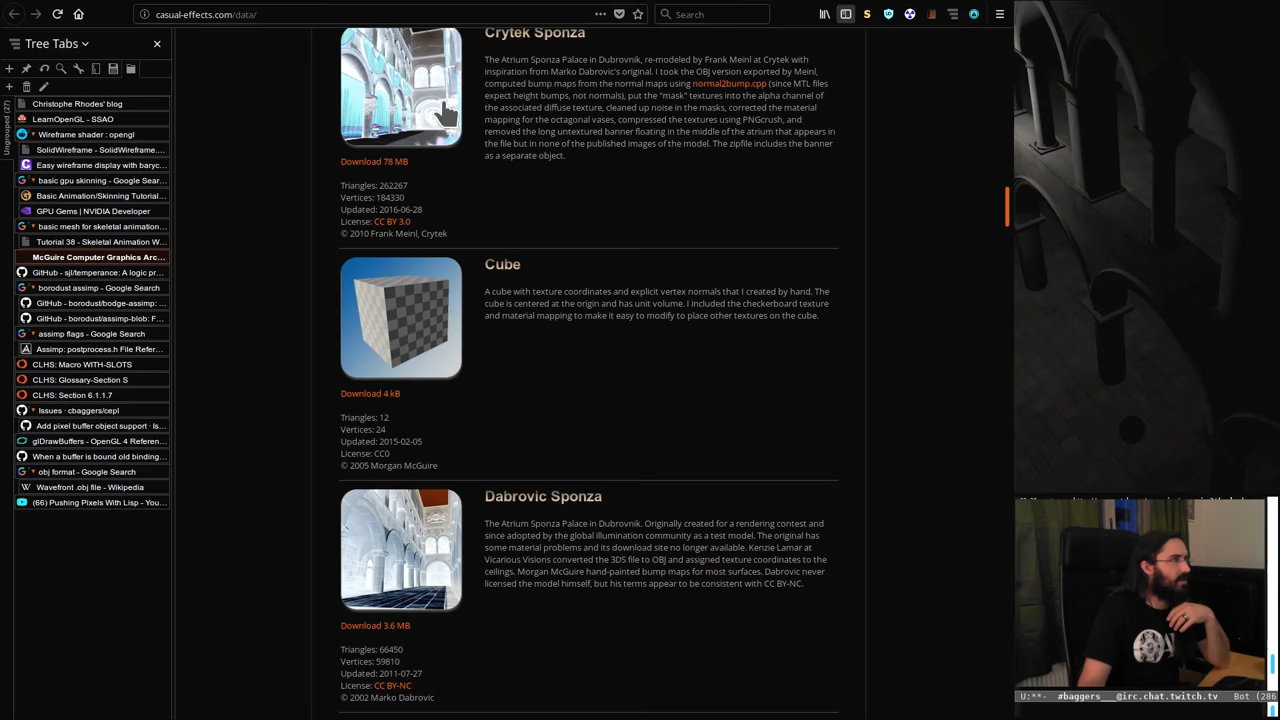 casual-effects.com/data/
Search
Tree Tabs
Ungrouped (27)
Christophe Rhodes' blog
LearnOpenGL - SSAO
Wireframe shader : opengl
SolidWireframe - SolidWireframe....
Easy wireframe display with baryc...
basic gpu skinning - Google Sear...
Basic Animation/Skinning Tutorial...
GPU Gems | NVIDIA Developer
basic mesh for skeletal animation...
Tutorial 38 - Skeletal Animation W...
McGuire Computer Graphics Arc...
GitHub - sjl/temperance: A logic pr...
borodust assimp - Google Search
GitHub - borodust/bodge-assimp: ...
GitHub - borodust/assimp-blob: F...
assimp flags - Google Search
Assimp: postprocess.h File Refer...
CLHS: Macro WITH-SLOTS
CLHS: Glossary-Section S
CLHS: Section 6.1.1.7
Issues · cbaggers/cepl
Add pixel buffer object support · Is...
glDrawBuffers - OpenGL 4 Referen...
When a buffer is bound old binding...
obj format - Google Search
Wavefront .obj file - Wikipedia
(66) Pushing Pixels With Lisp - You...
Crytek Sponza
The Atrium Sponza Palace in Dubrovnik, re-modeled by Frank Meinl at Crytek with
inspiration from Marko Dabrovic's original. I took the OBJ version exported by Meinl,
computed bump maps from the normal maps using normal2bump.cpp (since MTL files
expect height bumps, not normals), put the "mask" textures into the alpha channel of
the associated diffuse texture, cleaned up noise in the masks, corrected the material
mapping for the octagonal vases, compressed the textures using PNGcrush, and
removed the long untextured banner floating in the middle of the atrium that appears in
the file but in none of the published images of the model. The zipfile includes the banner
as a separate object.
Download 78 MB
Triangles: 262267
Vertices: 184330
Updated: 2016-06-28
License: CC BY 3.0
© 2010 Frank Meinl, Crytek
Cube
A cube with texture coordinates and explicit vertex normals that I created by hand. The
cube is centered at the origin and has unit volume. I included the checkerboard texture
and material mapping to make it easy to modify to place other textures on the cube.
Download 4 kB
Triangles: 12
Vertices: 24
Updated: 2015-02-05
License: CC0
© 2005 Morgan McGuire
Dabrovic Sponza
The Atrium Sponza Palace in Dubrovnik. Originally created for a rendering contest and
since adopted by the global illumination community as a test model. The original has
some material problems and its download site no longer available. Kenzie Lamar at
Vicarious Visions converted the 3DS file to OBJ and assigned texture coordinates to the
ceilings. Morgan McGuire hand-painted bump maps for most surfaces. Dabrovic never
licensed the model himself, but his terms appear to be consistent with CC BY-NC.
Download 3.6 MB
Triangles: 66450
Vertices: 59810
Updated: 2011-07-27
License: CC BY-NC
© 2002 Marko Dabrovic
U:**- #baggers___@irc.chat.twitch.tv Bot (286